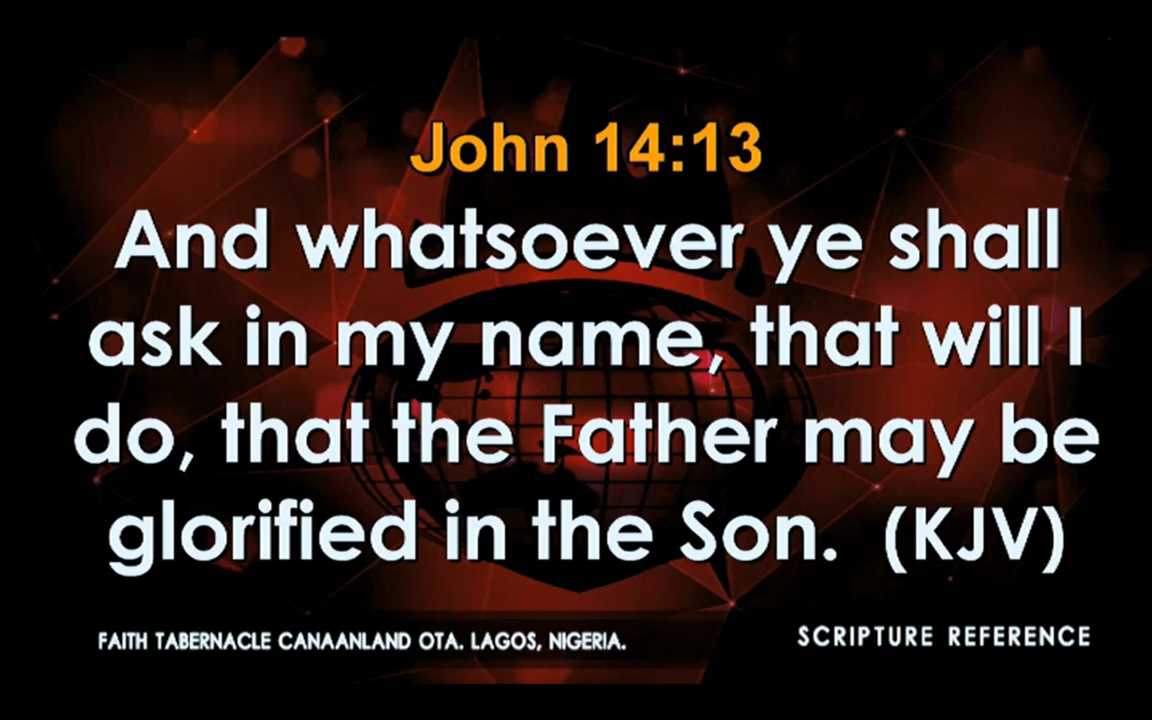 John 14:13
And whatsoever ye shall
ask in my name, that will I
do, that the Father may be
glorified in the Son. (KJV)
FAITH TABERNACLE CANAANLAND OTA. LAGOS, NIGERIA.
SCRIPTURE REFERENCE